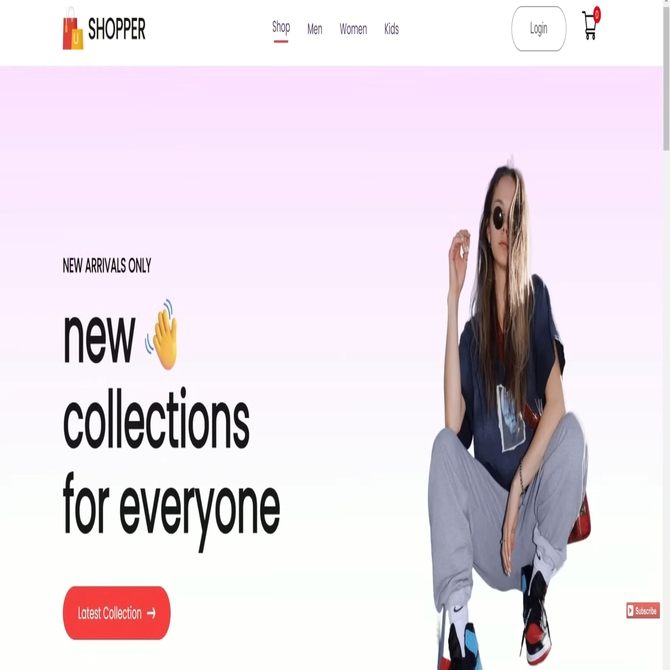 SHOPPER
Shop
Men
Women
Kids
Login
0
NEW ARRIVALS ONLY
new
collections
for everyone
Latest Collection →
Subscribe